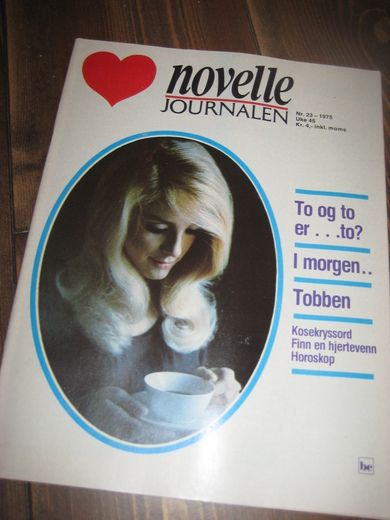 novelle
JOURNALEN
Nr. 23 – 1975
Uke 45
Kr. 4,- inkl. moms
To og to
er . . .to?
I morgen..
Tobben
Kosekryssord
Finn en hjertevenn
Horoskop
be